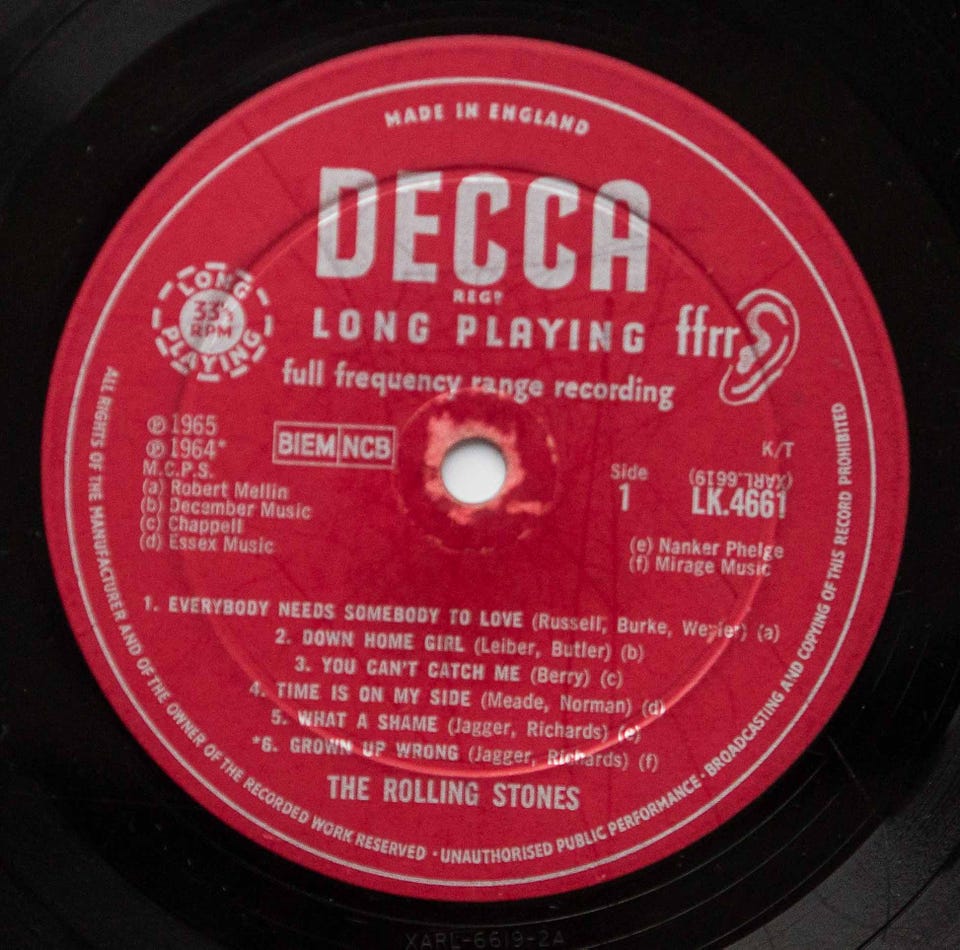 MADE IN ENGLAND
DECCA
REGD
LONG PLAYING
ffrr
full frequency range recording
LONG
33⅓
RPM
PLAYING
℗ 1965
℗ 1964*
M.C.P.S.
(a) Robert Mellin
(b) December Music
(c) Chappell
(d) Essex Music
BIEM NCB
K/T
Side
1
(XARL.6619)
LK.4661
(e) Nanker Phelge
(f) Mirage Music
1. EVERYBODY NEEDS SOMEBODY TO LOVE (Russell, Burke, Wexler) (a)
2. DOWN HOME GIRL (Leiber, Butler) (b)
3. YOU CAN'T CATCH ME (Berry) (c)
4. TIME IS ON MY SIDE (Meade, Norman) (d)
5. WHAT A SHAME (Jagger, Richards) (e)
*6. GROWN UP WRONG (Jagger, Richards) (f)
THE ROLLING STONES
ALL RIGHTS OF THE MANUFACTURER AND OF THE OWNER OF THE RECORDED WORK RESERVED · UNAUTHORISED PUBLIC PERFORMANCE · BROADCASTING AND COPYING OF THIS RECORD PROHIBITED
XARL-6619-2A